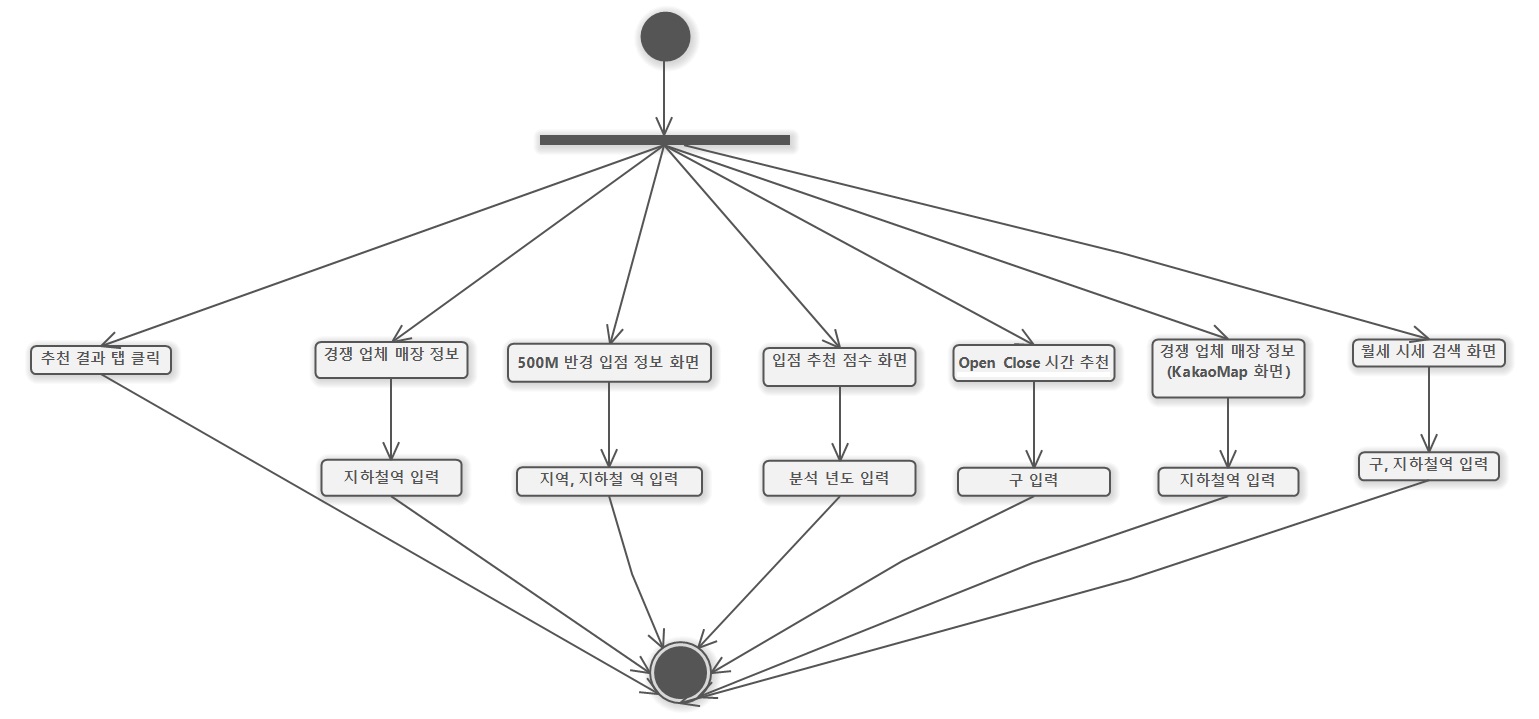 추천 결과 탭 클릭
경쟁 업체 매장 정보
500M 반경 입점 정보 화면
입점 추천 점수 화면
Open Close 시간 추천
경쟁 업체 매장 정보
(KakaoMap 화면)
월세 시세 검색 화면
지하철역 입력
지역, 지하철 역 입력
분석 년도 입력
구 입력
지하철역 입력
구, 지하철역 입력